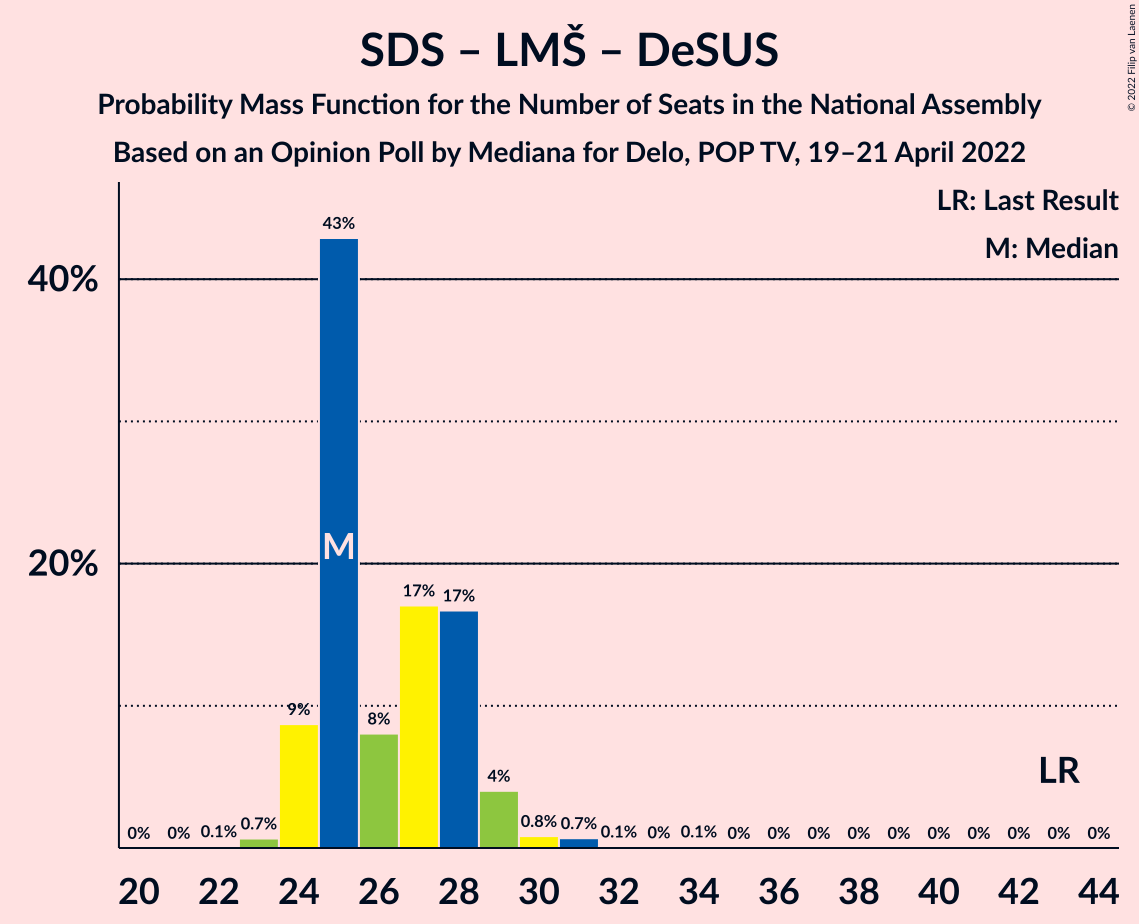 SDS – LMŠ – DeSUS
Probability Mass Function for the Number of Seats in the National Assembly
Based on an Opinion Poll by Mediana for Delo, POP TV, 19–21 April 2022
© 2022 Filip van Laenen
LR: Last Result
M: Median
43%
40%
M
20%
17% 17%
9% 8%
4%
LR
0% 0% 0.1% 0.7% 0.8% 0.7% 0.1% 0% 0.1% 0% 0% 0% 0% 0% 0% 0% 0% 0% 0%
20 22 24 26 28 30 32 34 36 38 40 42 44